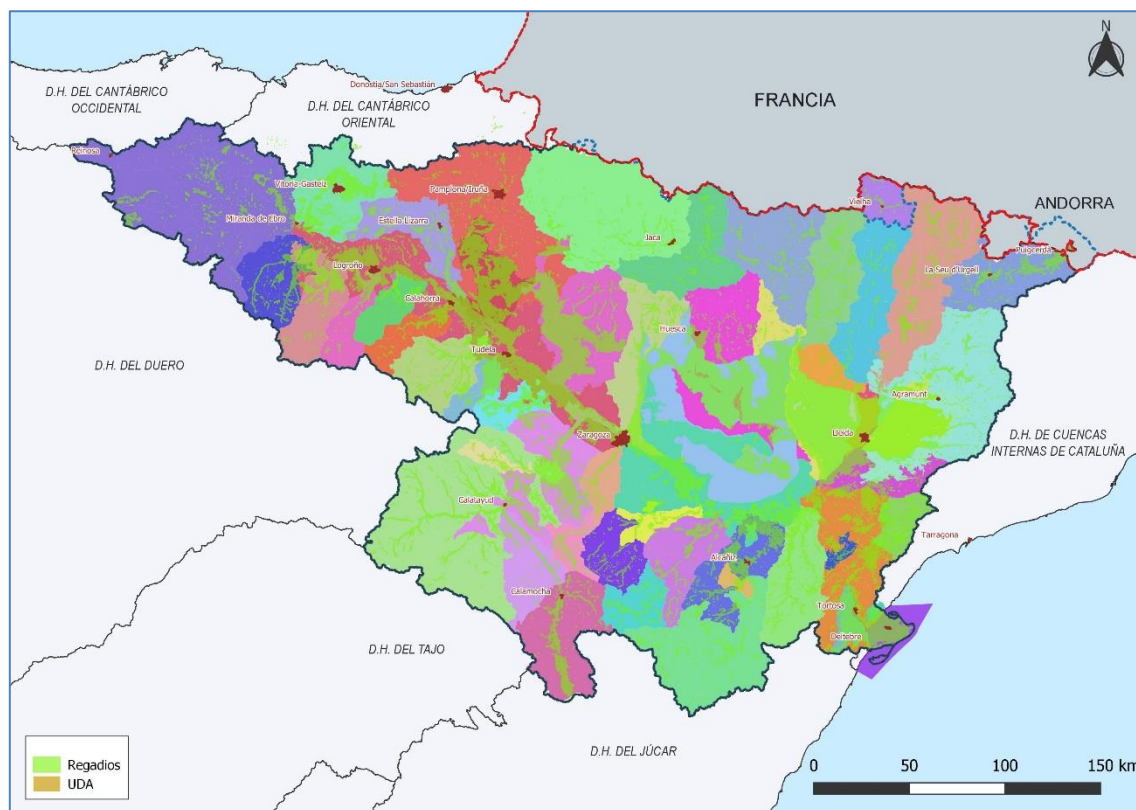 N
Donostia/San Sebastián
D.H. DEL CANTÁBRICO
OCCIDENTAL
D.H. DEL CANTÁBRICO
ORIENTAL
FRANCIA
Reinosa
Vitoria-Gasteiz
Pamplona/Iruña
Vielha
ANDORRA
Miranda de Ebro
Estella-Lizarra
Jaca
Puigcerdà
La Seu d'Urgell
Logroño
Calahorra
Huesca
Tudela
D.H. DEL DUERO
Agramunt
Zaragoza
Lleida
D.H. DE CUENCAS
INTERNAS DE CATALUÑA
Calatayud
Tarragona
Alcañiz
Calamocha
Tortosa
Deltebre
D.H. DEL TAJO
D.H. DEL JÚCAR
Regadios
UDA
0 50 100 150 km